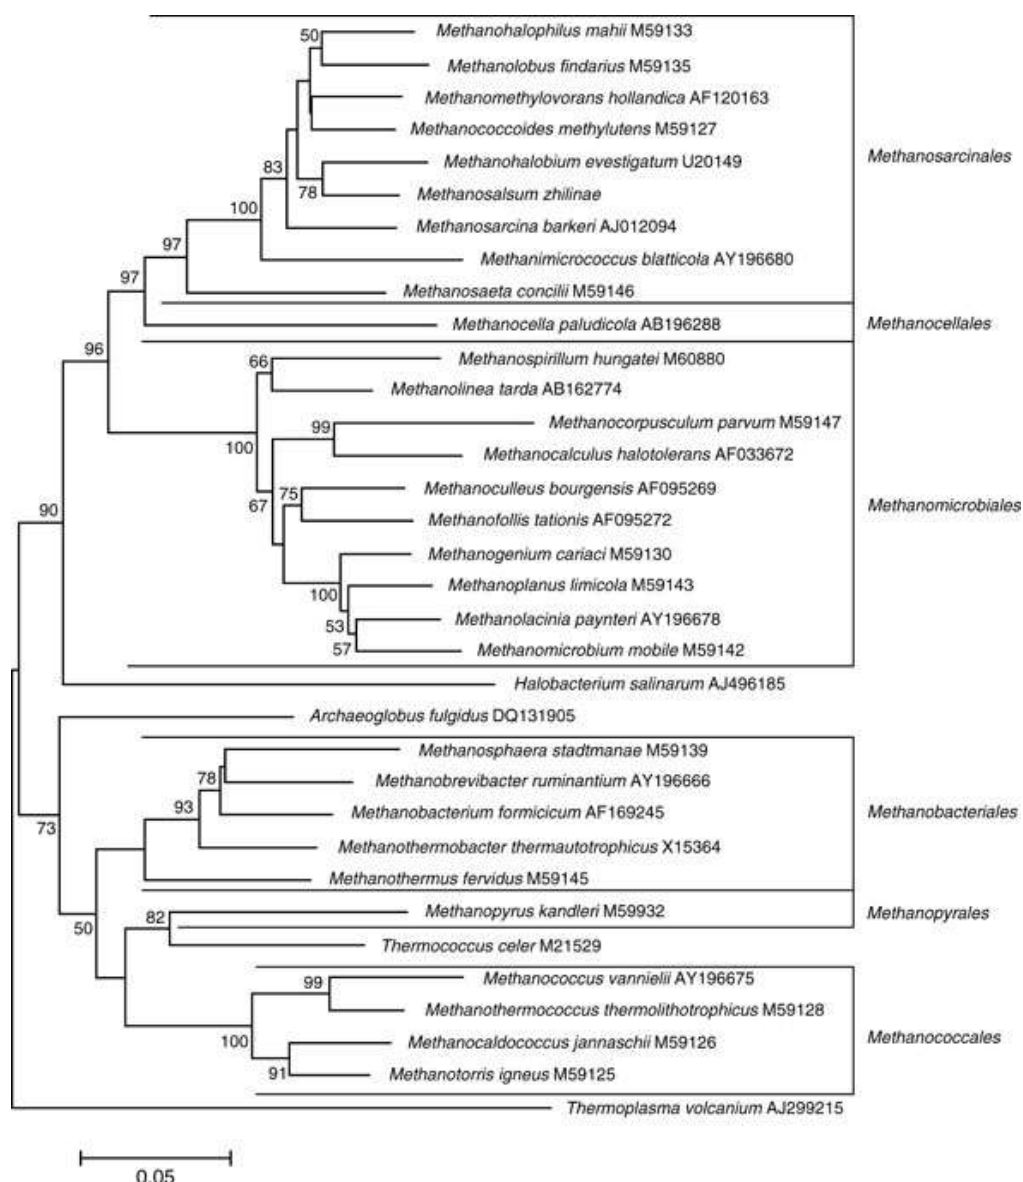 50
Methanohalophilus mahii M59133
Methanolobus findarius M59135
Methanomethylovorans hollandica AF120163
Methanococcoides methylutens M59127
Methanohalobium evestigatum U20149
Methanosarcinales
83
78
Methanosalsum zhilinae
100
Methanosarcina barkeri AJ012094
97
Methanimicrococcus blatticola AY196680
97
Methanosaeta concilii M59146
Methanocella paludicola AB196288
Methanocellales
96
66
Methanospirillum hungatei M60880
Methanolinea tarda AB162774
99
Methanocorpusculum parvum M59147
100
Methanocalculus halotolerans AF033672
75
Methanoculleus bourgensis AF095269
67
Methanomicrobiales
90
Methanofollis tationis AF095272
Methanogenium cariaci M59130
100
Methanoplanus limicola M59143
53
Methanolacinia paynteri AY196678
57
Methanomicrobium mobile M59142
Halobacterium salinarum AJ496185
Archaeoglobus fulgidus DQ131905
Methanosphaera stadtmanae M59139
78
Methanobrevibacter ruminantium AY196666
93
Methanobacterium formicicum AF169245
Methanobacteriales
73
Methanothermobacter thermautotrophicus X15364
Methanothermus fervidus M59145
82
Methanopyrus kandleri M59932
Methanopyrales
50
Thermococcus celer M21529
99
Methanococcus vannielii AY196675
Methanothermococcus thermolithotrophicus M59128
100
Methanocaldococcus jannaschii M59126
Methanococcales
91
Methanotorris igneus M59125
Thermoplasma volcanium AJ299215
0.05